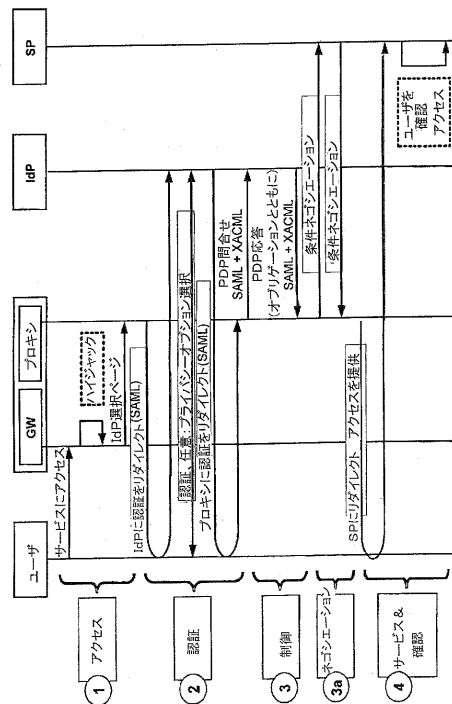 ユーザ
GW
プロキシ
IdP
SP
1
アクセス
サービスにアクセス
ハイジャック
IdP選択ページ
2
認証
IdPに認証をリダイレクト(SAML)
認証、任意:プライバシーオプション選択
プロキシに認証をリダイレクト(SAML)
3
制御
PDP問合せ
SAML + XACML
PDP応答
(オブリゲーションとともに)
SAML + XACML
3a
ネゴシエーション
条件ネゴシエーション
条件ネゴシエーション
4
サービス&
確認
SPにリダイレクト アクセスを提供
ユーザを
確認
アクセス